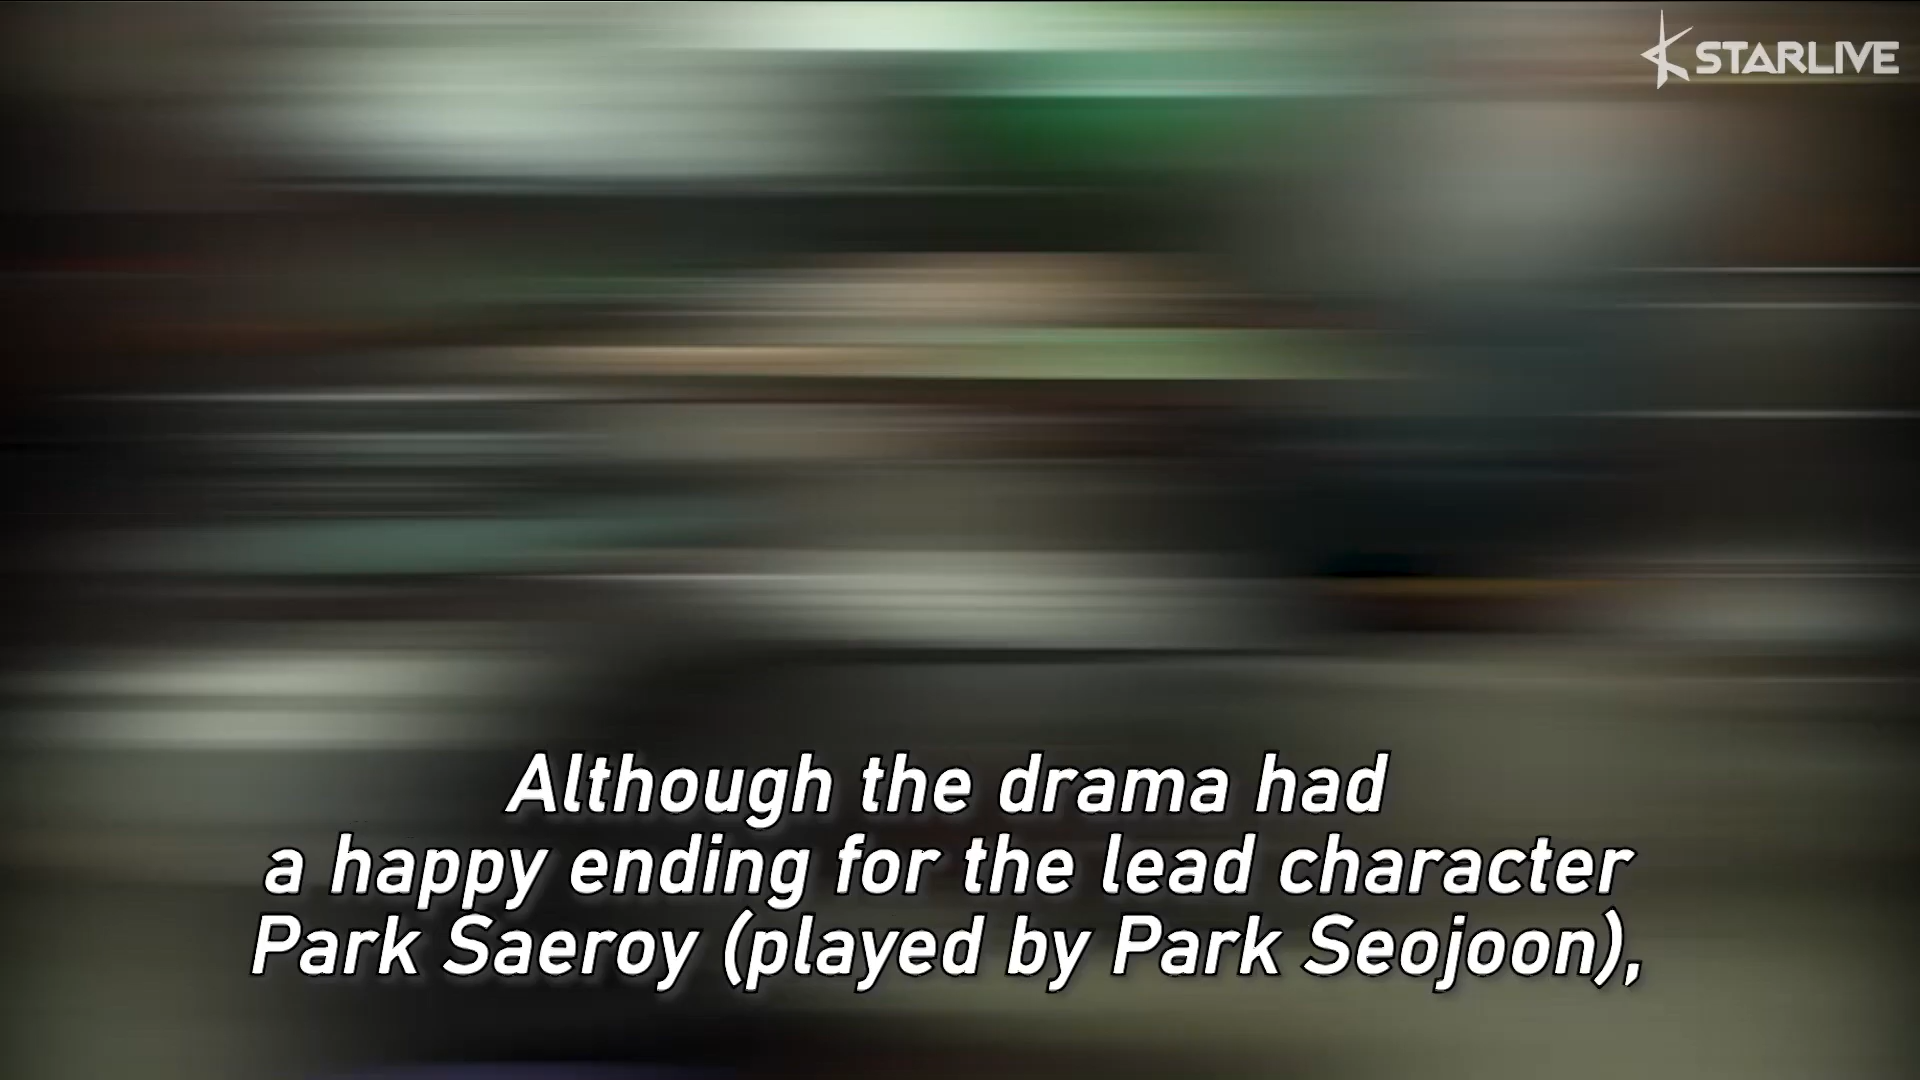 STARLIVE
Although the drama had
a happy ending for the lead character
Park Saeroy (played by Park Seojoon),